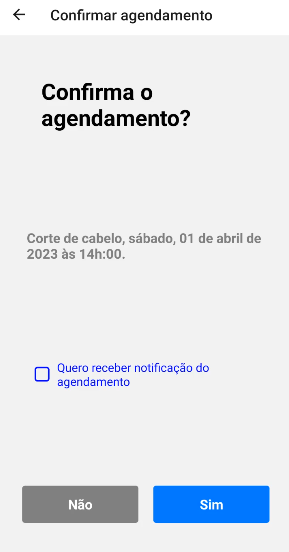 Confirmar agendamento
Confirma o
agendamento?
Corte de cabelo, sábado, 01 de abril de
2023 às 14h:00.
Quero receber notificação do
agendamento
Não
Sim